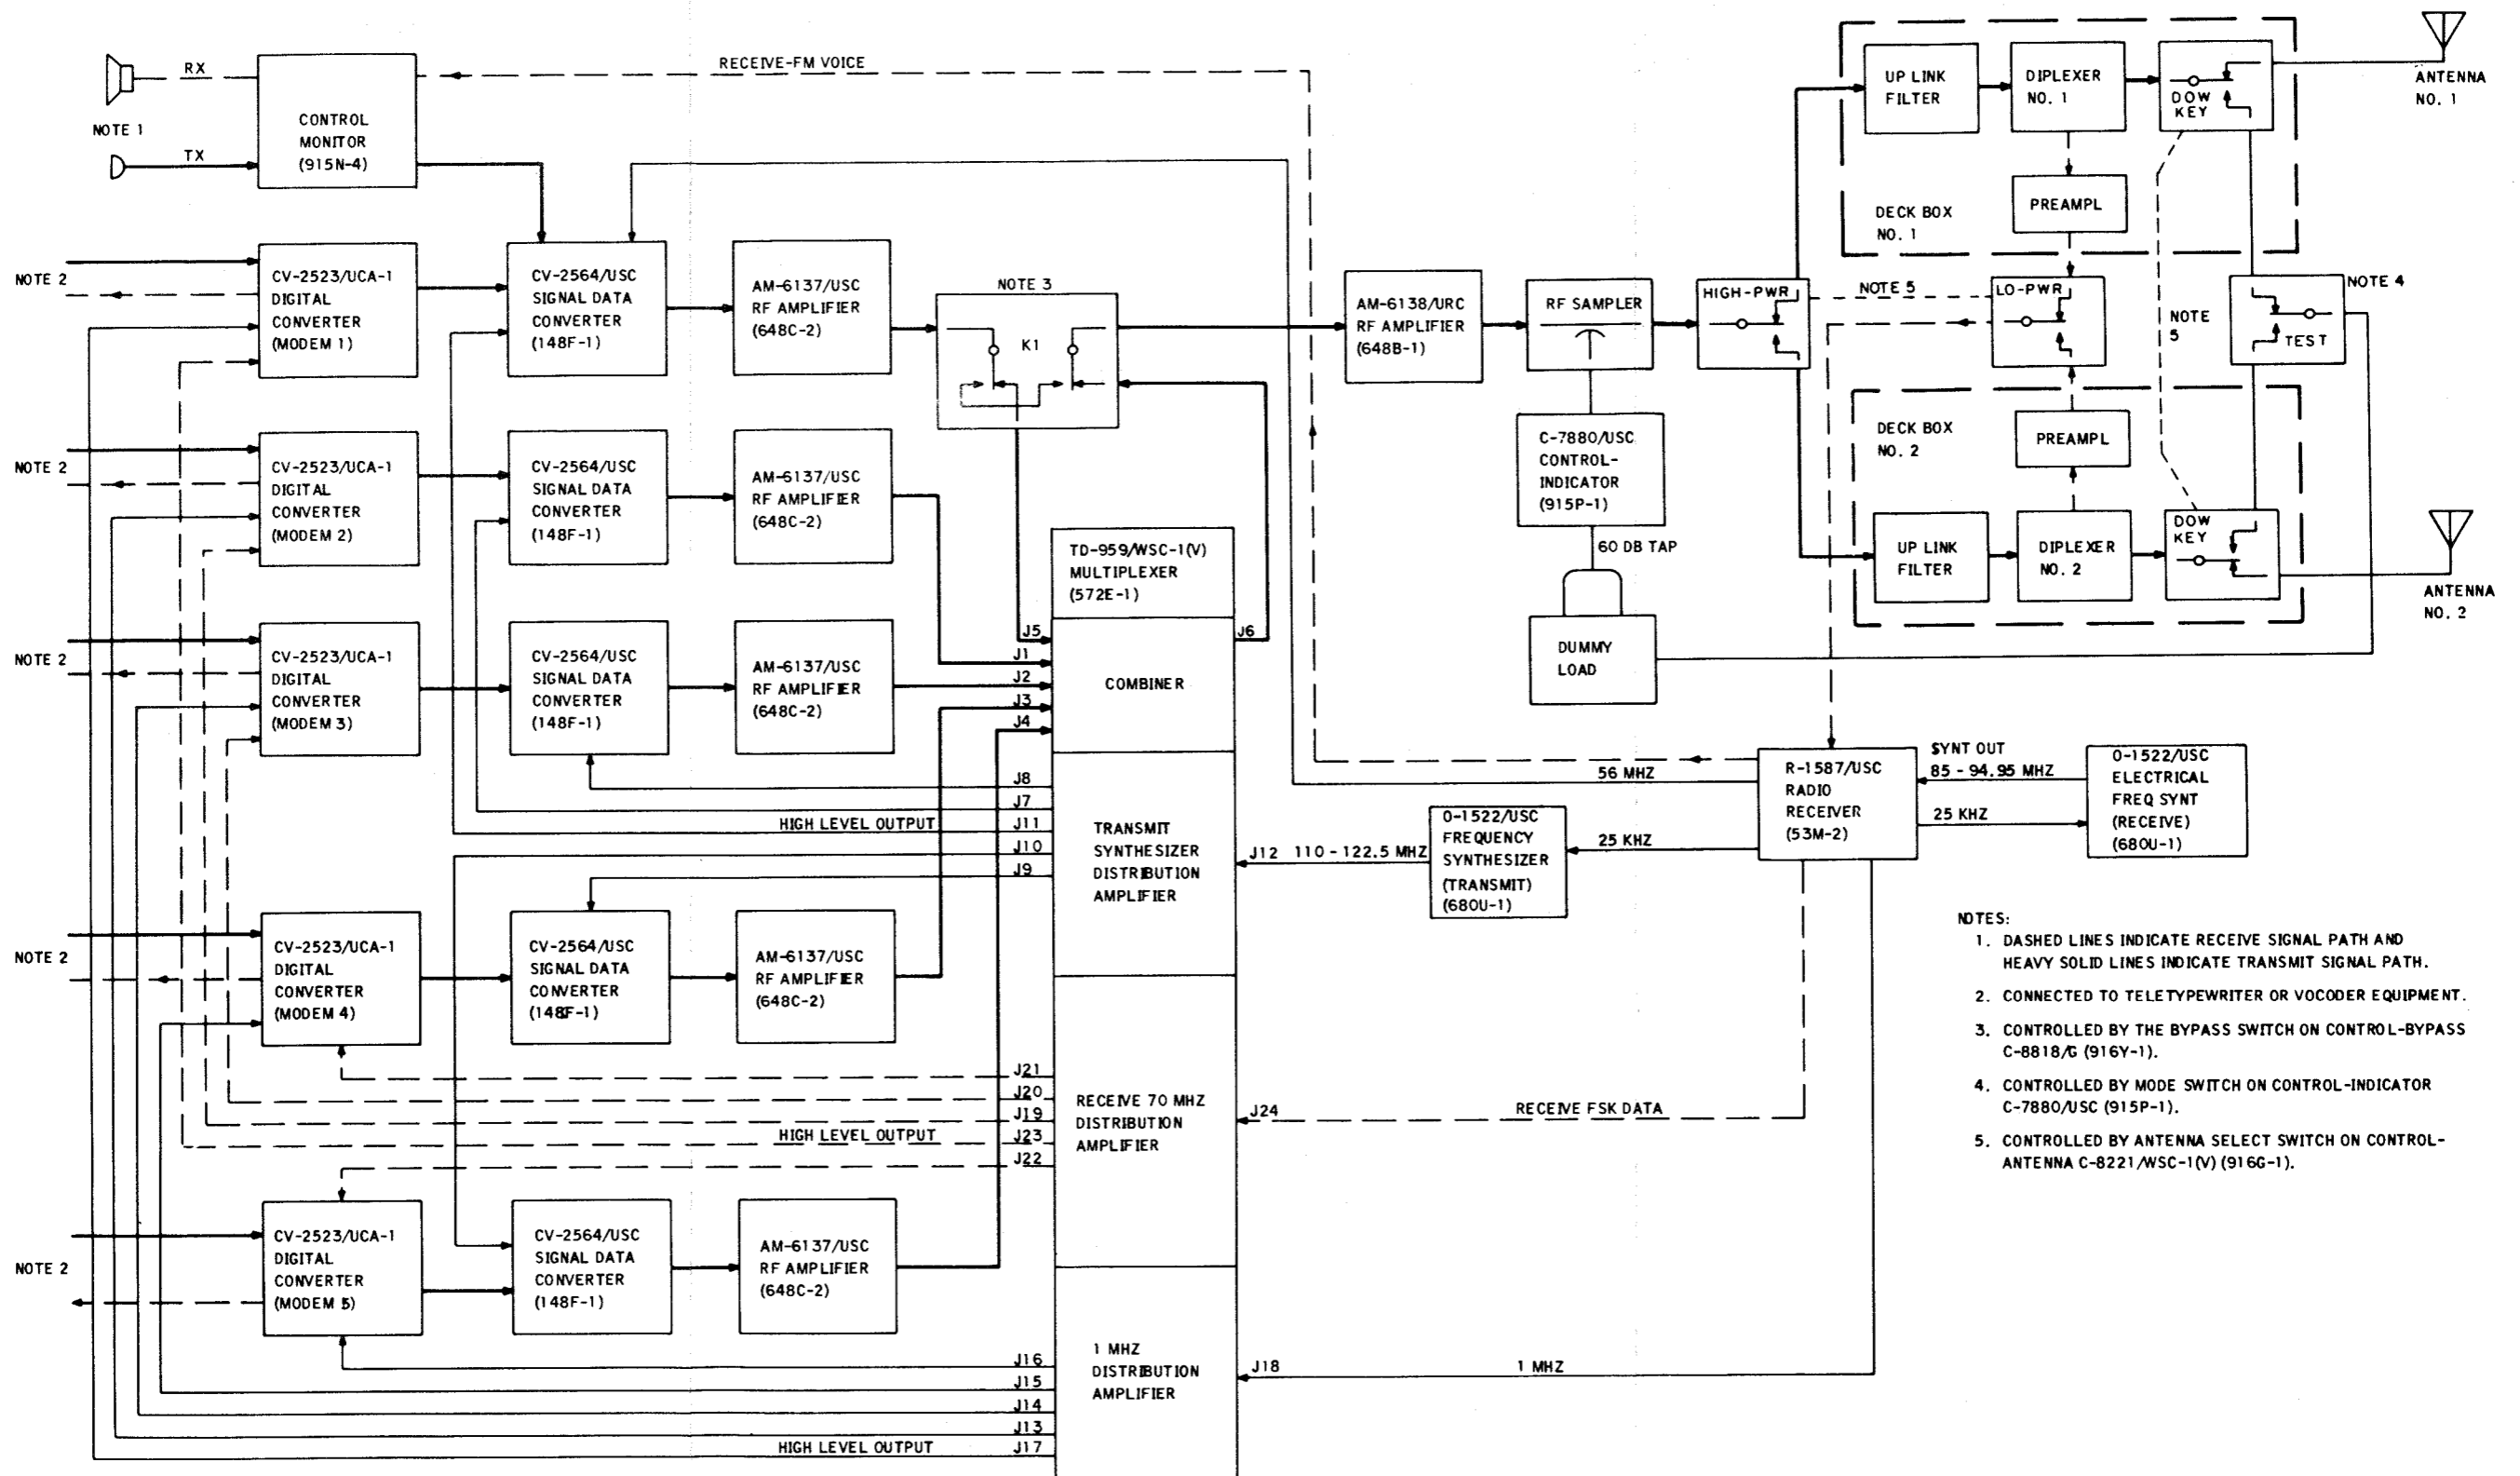 RX
NOTE 1
TX
CONTROL
MONITOR
(915N-4)
RECEIVE-FM VOICE
NOTE 2
CV-2523/UCA-1
DIGITAL
CONVERTER
(MODEM 1)
CV-2564/USC
SIGNAL DATA
CONVERTER
(148F-1)
AM-6137/USC
RF AMPLIFIER
(648C-2)
NOTE 3
K1
AM-6138/URC
RF AMPLIFIER
(648B-1)
RF SAMPLER
C-7880/USC
CONTROL-
INDICATOR
(915P-1)
60 DB TAP
DUMMY
LOAD
HIGH-PWR
NOTE 5
LO-PWR
UP LINK
FILTER
DIPLEXER
NO. 1
DOW
KEY
PREAMPL
DECK BOX
NO. 1
ANTENNA
NO. 1
NOTE
5
NOTE 4
TEST
DECK BOX
NO. 2
PREAMPL
UP LINK
FILTER
DIPLEXER
NO. 2
DOW
KEY
ANTENNA
NO. 2
NOTE 2
CV-2523/UCA-1
DIGITAL
CONVERTER
(MODEM 2)
CV-2564/USC
SIGNAL DATA
CONVERTER
(148F-1)
AM-6137/USC
RF AMPLIFIER
(648C-2)
NOTE 2
CV-2523/UCA-1
DIGITAL
CONVERTER
(MODEM 3)
CV-2564/USC
SIGNAL DATA
CONVERTER
(148F-1)
AM-6137/USC
RF AMPLIFIER
(648C-2)
TD-959/WSC-1(V)
MULTIPLEXER
(572E-1)
J5
J1
J2
J3
J4
J6
COMBINER
J8
J7
HIGH LEVEL OUTPUT
J11
J10
J9
TRANSMIT
SYNTHESIZER
DISTRIBUTION
AMPLIFIER
J12
110 - 122.5 MHZ
O-1522/USC
FREQUENCY
SYNTHESIZER
(TRANSMIT)
(680U-1)
56 MHZ
25 KHZ
R-1587/USC
RADIO
RECEIVER
(53M-2)
SYNT OUT
85 - 94.95 MHZ
25 KHZ
O-1522/USC
ELECTRICAL
FREQ SYNT
(RECEIVE)
(680U-1)
NOTE 2
CV-2523/UCA-1
DIGITAL
CONVERTER
(MODEM 4)
CV-2564/USC
SIGNAL DATA
CONVERTER
(148F-1)
AM-6137/USC
RF AMPLIFIER
(648C-2)
J21
J20
J19
HIGH LEVEL OUTPUT
J23
J22
RECEIVE 70 MHZ
DISTRIBUTION
AMPLIFIER
J24
RECEIVE FSK DATA
NOTE 2
CV-2523/UCA-1
DIGITAL
CONVERTER
(MODEM 5)
CV-2564/USC
SIGNAL DATA
CONVERTER
(148F-1)
AM-6137/USC
RF AMPLIFIER
(648C-2)
J16
J15
J14
J13
HIGH LEVEL OUTPUT
J17
1 MHZ
DISTRIBUTION
AMPLIFIER
J18
1 MHZ
NOTES:
1. DASHED LINES INDICATE RECEIVE SIGNAL PATH AND
HEAVY SOLID LINES INDICATE TRANSMIT SIGNAL PATH.
2. CONNECTED TO TELETYPEWRITER OR VOCODER EQUIPMENT.
3. CONTROLLED BY THE BYPASS SWITCH ON CONTROL-BYPASS
C-8818/G (916Y-1).
4. CONTROLLED BY MODE SWITCH ON CONTROL-INDICATOR
C-7880/USC (915P-1).
5. CONTROLLED BY ANTENNA SELECT SWITCH ON CONTROL-
ANTENNA C-8221/WSC-1(V) (916G-1).